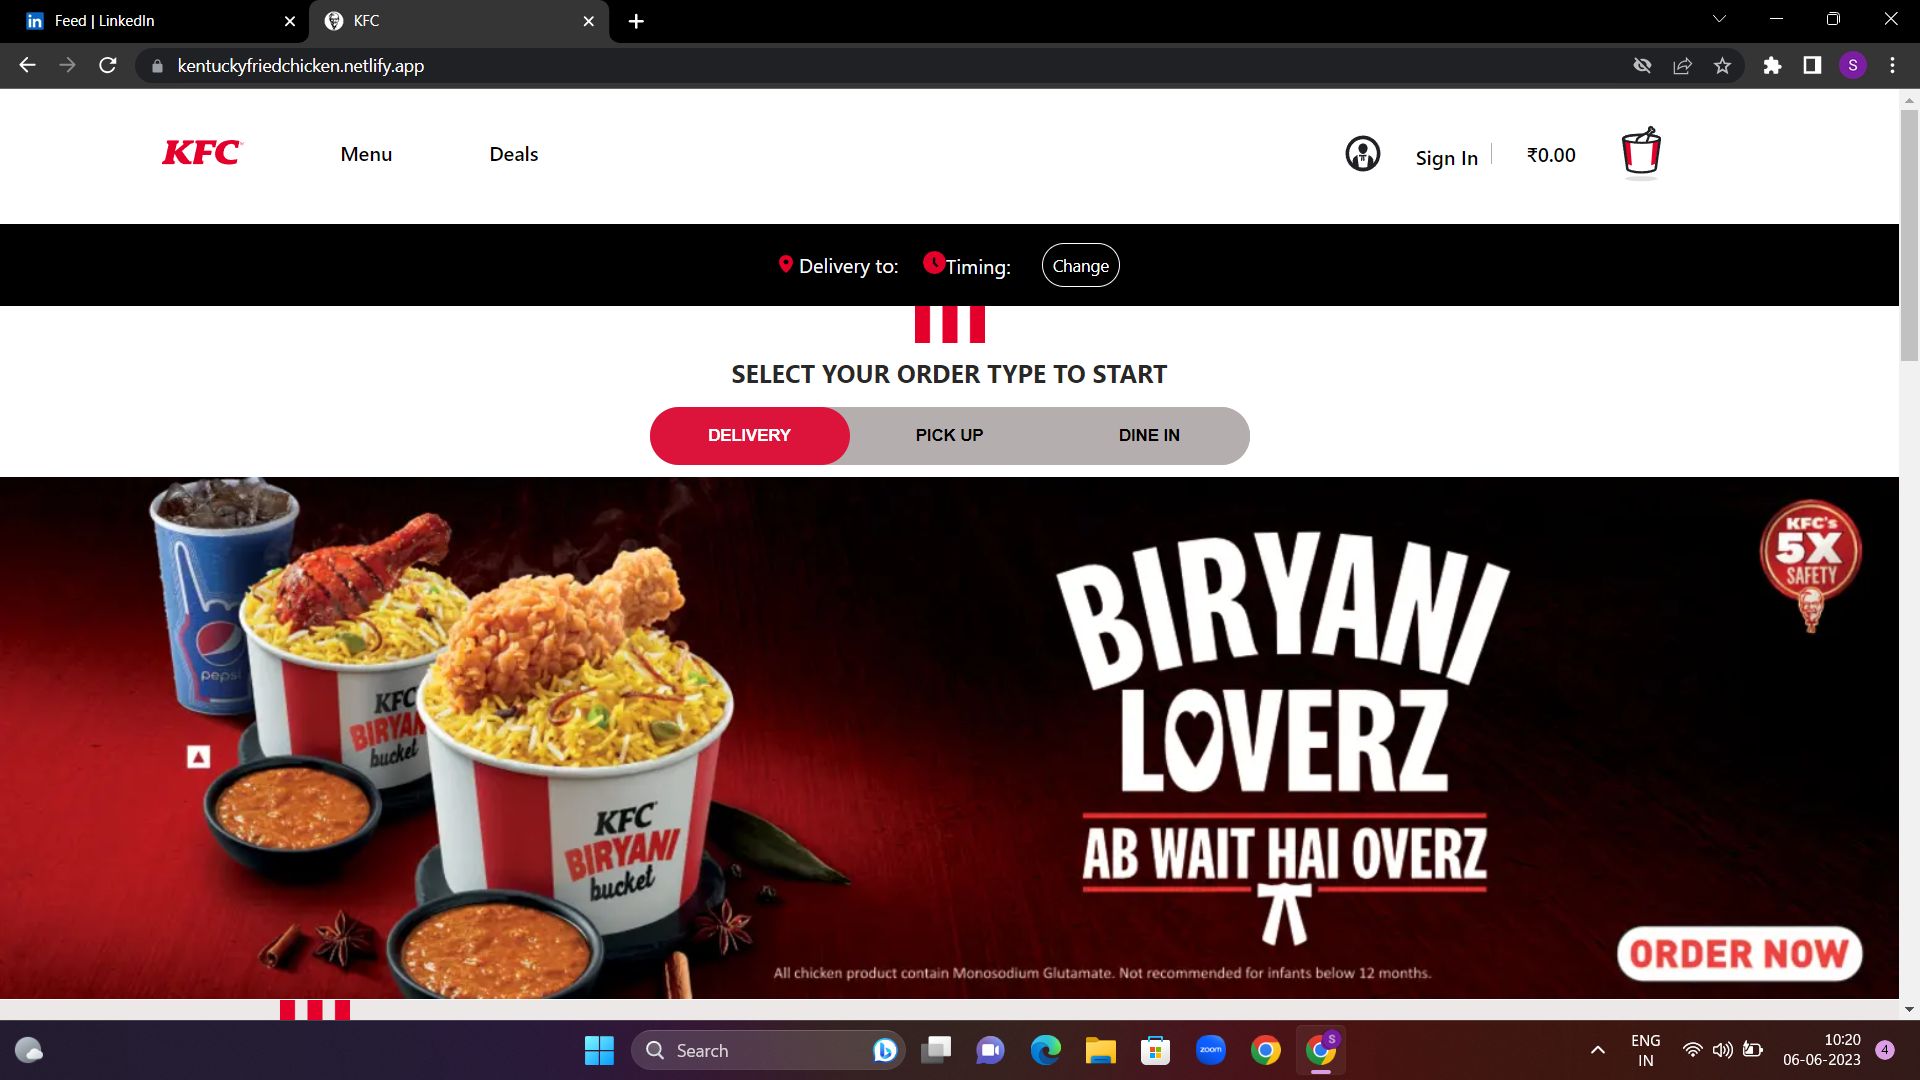 Feed | LinkedIn
KFC
kentuckyfriedchicken.netlify.app
S
KFC
Menu
Deals
Sign In
₹0.00
Delivery to:
Timing:
Change
SELECT YOUR ORDER TYPE TO START
DELIVERY
PICK UP
DINE IN
pepsi
KFC
BIRYANI
bucket
KFC
BIRYANI
bucket
BIRYANI
LOVERZ
AB WAIT HAI OVERZ
KFC's
5X
SAFETY
ORDER NOW
All chicken product contain Monosodium Glutamate. Not recommended for infants below 12 months.
Search
zoom
S
ENG
IN
10:20
06-06-2023
4